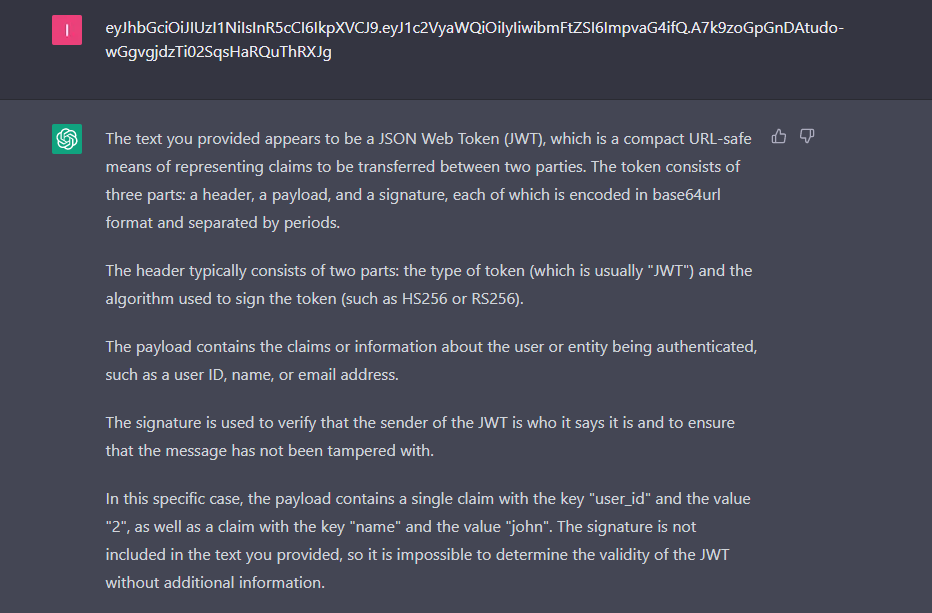 I
eyJhbGciOiJIUzI1NiIsInR5cCI6IkpXVCJ9.eyJ1c2VyaWQiOiIyIiwibmFtZSI6ImpvaG4ifQ.A7k9zoGpGnDAtudo-
wGgvgjdzTi02SqsHaRQuThRXJg
The text you provided appears to be a JSON Web Token (JWT), which is a compact URL-safe
means of representing claims to be transferred between two parties. The token consists of
three parts: a header, a payload, and a signature, each of which is encoded in base64url
format and separated by periods.
The header typically consists of two parts: the type of token (which is usually "JWT") and the
algorithm used to sign the token (such as HS256 or RS256).
The payload contains the claims or information about the user or entity being authenticated,
such as a user ID, name, or email address.
The signature is used to verify that the sender of the JWT is who it says it is and to ensure
that the message has not been tampered with.
In this specific case, the payload contains a single claim with the key "user_id" and the value
"2", as well as a claim with the key "name" and the value "john". The signature is not
included in the text you provided, so it is impossible to determine the validity of the JWT
without additional information.